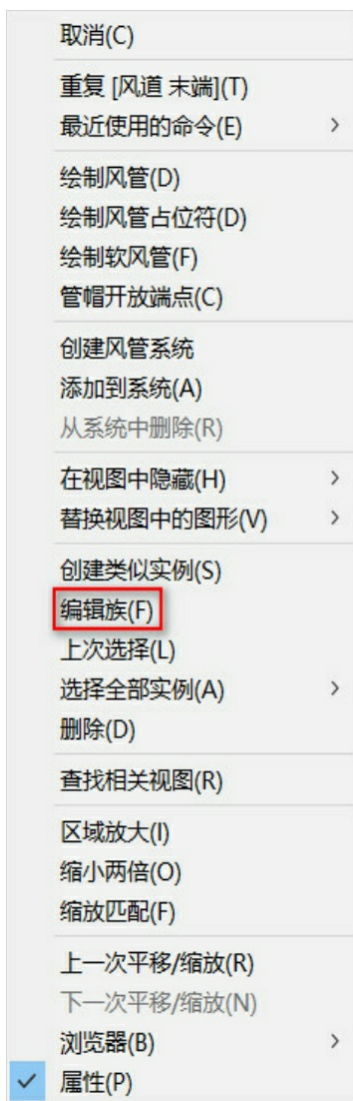 取消(C)
重复 [风道 末端](T)
最近使用的命令(E)
绘制风管(D)
绘制风管占位符(D)
绘制软风管(F)
管帽开放端点(C)
创建风管系统
添加到系统(A)
从系统中删除(R)
在视图中隐藏(H)
替换视图中的图形(V)
创建类似实例(S)
编辑族(F)
上次选择(L)
选择全部实例(A)
删除(D)
查找相关视图(R)
区域放大(I)
缩小两倍(O)
缩放匹配(F)
上一次平移/缩放(R)
下一次平移/缩放(N)
浏览器(B)
属性(P)